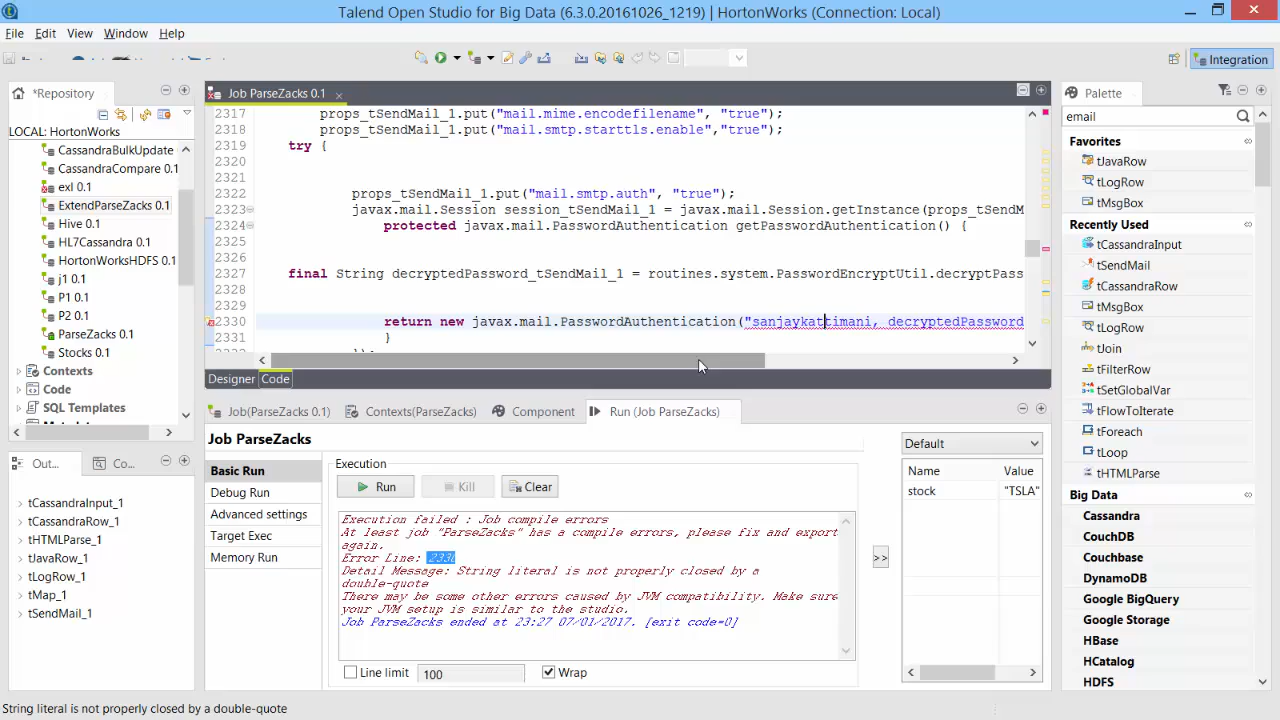 Talend Open Studio for Big Data (6.3.0.20161026_1219) | HortonWorks (Connection: Local)
File Edit View Window Help
Integration
*Repository
LOCAL: HortonWorks
CassandraBulkUpdate
CassandraCompare 0.1
exl 0.1
ExtendParseZacks 0.1
Hive 0.1
HL7Cassandra 0.1
HortonWorksHDFS 0.1
j1 0.1
P1 0.1
P2 0.1
ParseZacks 0.1
Stocks 0.1
Contexts
Code
SQL Templates
Out... Co...
tCassandraInput_1
tCassandraRow_1
tHTMLParse_1
tJavaRow_1
tLogRow_1
tMap_1
tSendMail_1
Job ParseZacks 0.1
2317 props_tSendMail_1.put("mail.mime.encodefilename", "true");
2318 props_tSendMail_1.put("mail.smtp.starttls.enable","true");
2319 try {
2320
2321
2322 props_tSendMail_1.put("mail.smtp.auth", "true");
2323 javax.mail.Session session_tSendMail_1 = javax.mail.Session.getInstance(props_tSendM
2324 protected javax.mail.PasswordAuthentication getPasswordAuthentication() {
2325
2326
2327 final String decryptedPassword_tSendMail_1 = routines.system.PasswordEncryptUtil.decryptPass
2328
2329
2330 return new javax.mail.PasswordAuthentication("sanjaykattimani, decryptedPassword
2331 }
Designer Code
Job(ParseZacks 0.1) Contexts(ParseZacks) Component Run (Job ParseZacks)
Job ParseZacks
Basic Run
Debug Run
Advanced settings
Target Exec
Memory Run
Execution
Run Kill Clear
Execution failed : Job compile errors
At least job "ParseZacks" has a compile errors, please fix and export
again.
Error Line: 2330
Detail Message: String literal is not properly closed by a
double-quote
There may be some other errors caused by JVM compatibility. Make sure
your JVM setup is similar to the studio.
Job ParseZacks ended at 23:27 07/01/2017. [exit code=0]
Line limit 100 Wrap
>>
Default
Name Value
stock "TSLA"
Palette
email
Favorites
tJavaRow
tLogRow
tMsgBox
Recently Used
tCassandraInput
tSendMail
tCassandraRow
tMsgBox
tLogRow
tJoin
tFilterRow
tSetGlobalVar
tFlowToIterate
tForeach
tLoop
tHTMLParse
Big Data
Cassandra
CouchDB
Couchbase
DynamoDB
Google BigQuery
Google Storage
HBase
HCatalog
HDFS
String literal is not properly closed by a double-quote